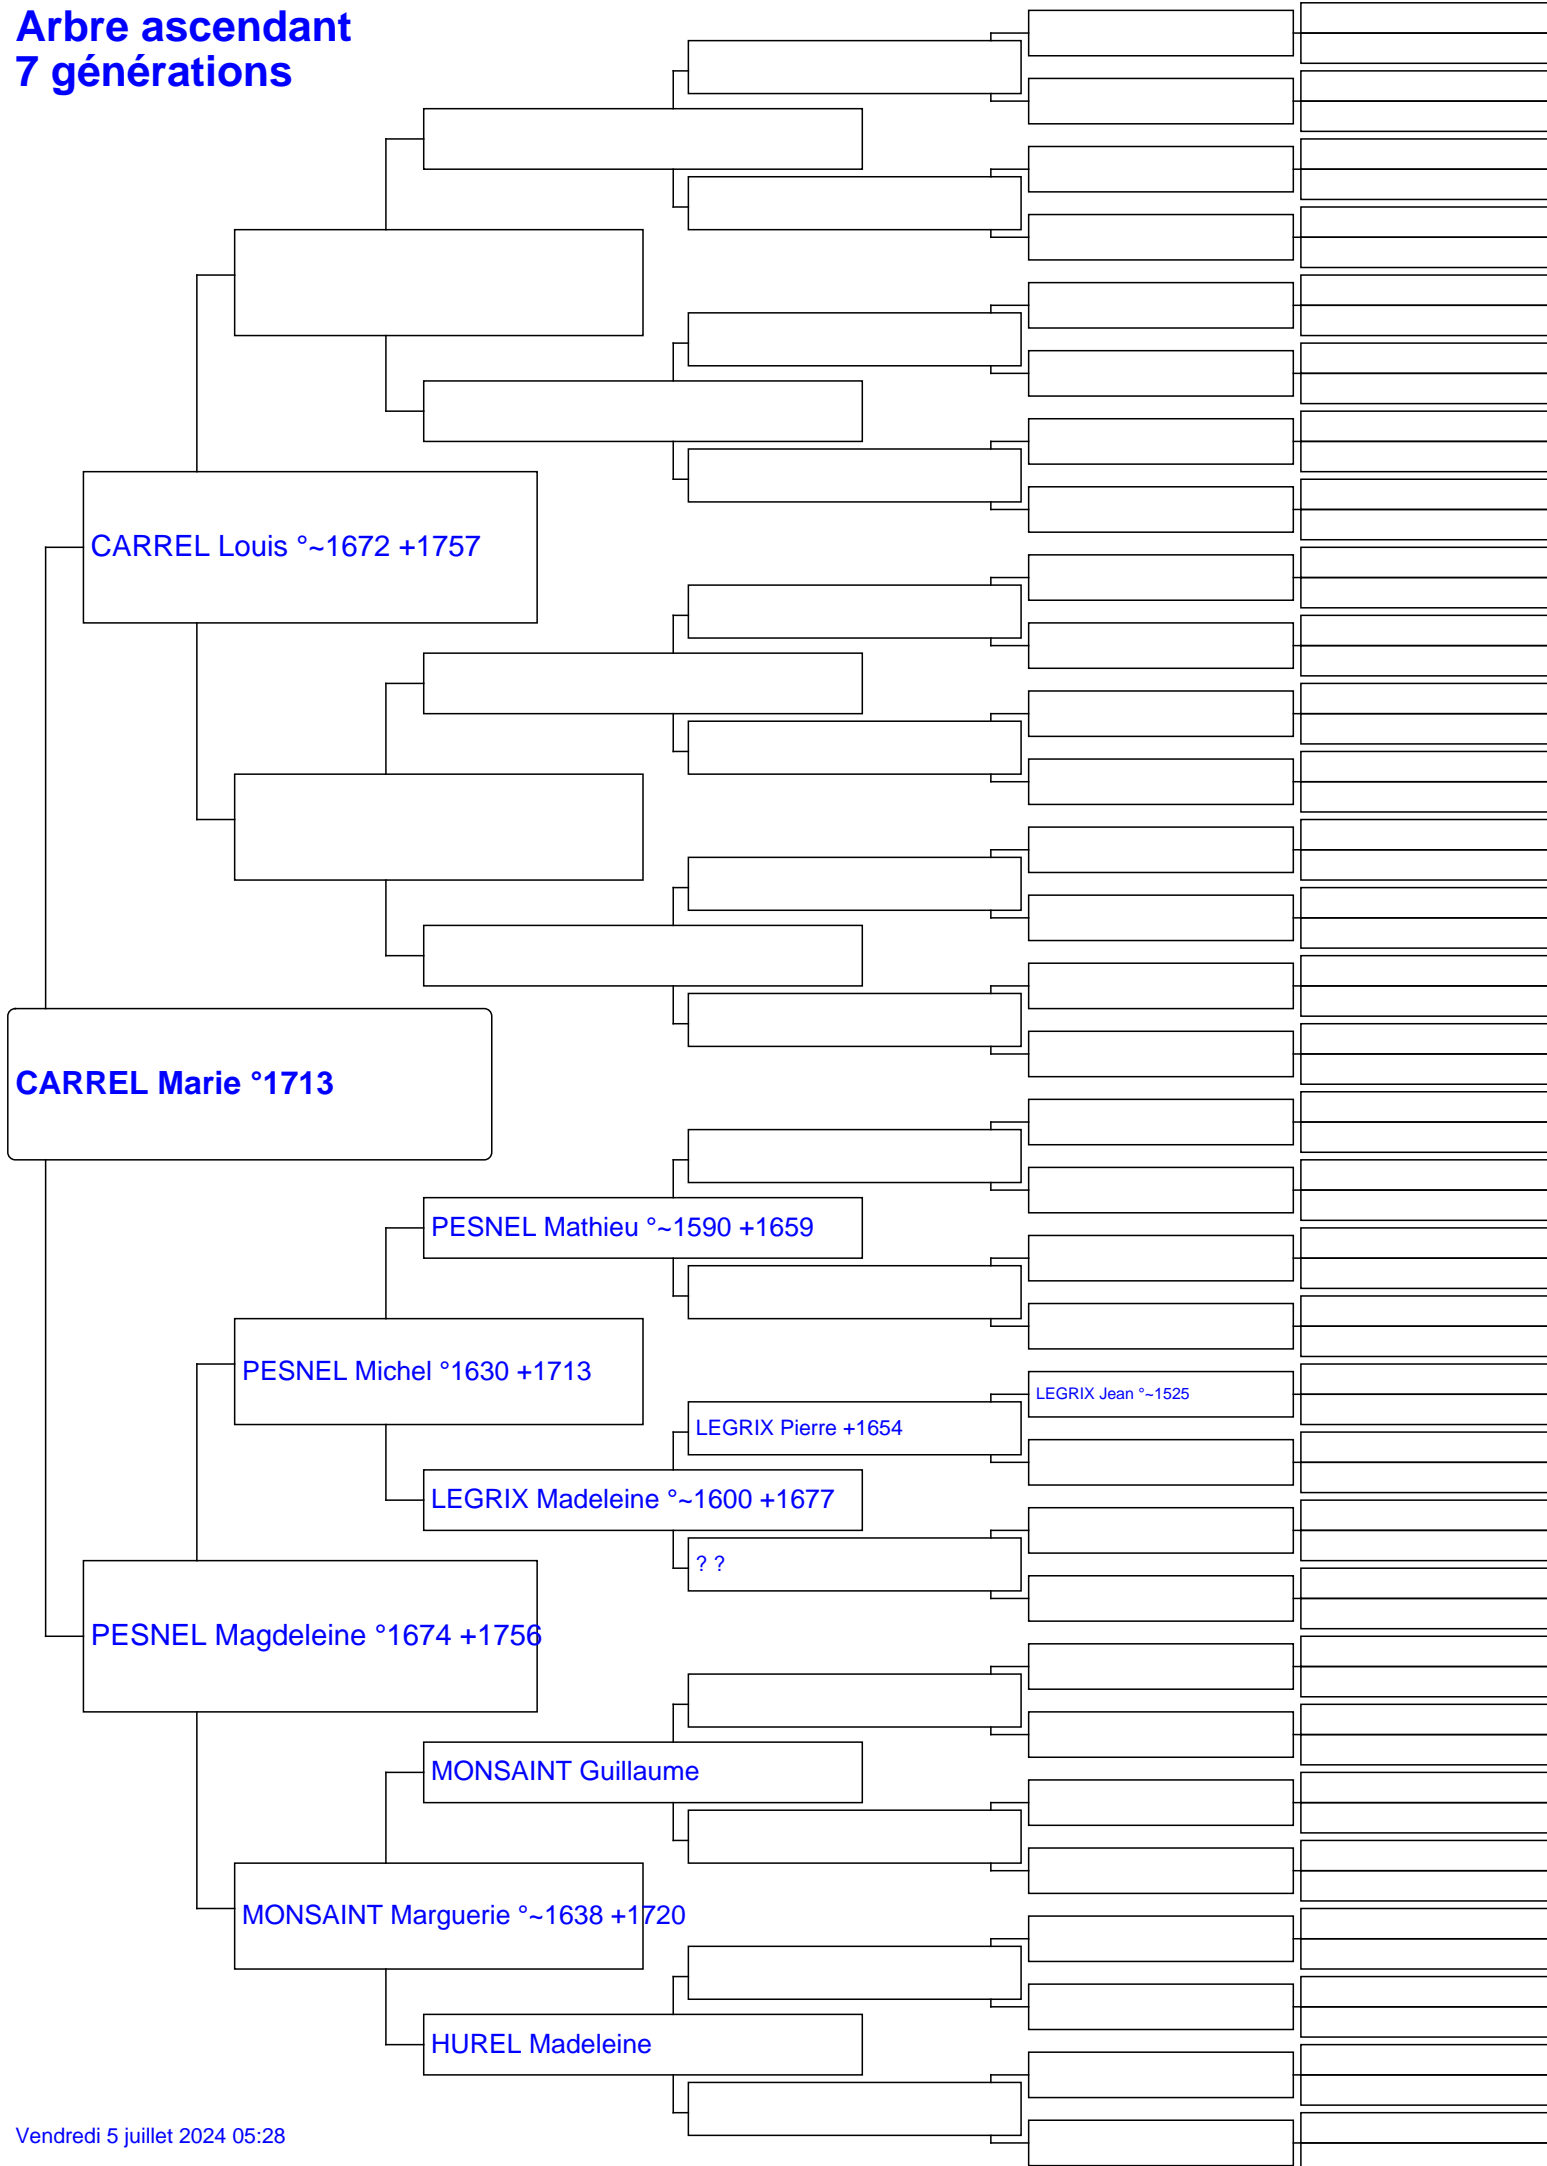 Arbre ascendant
7 générations
CARREL Louis °~1672 +1757
CARREL Marie °1713
PESNEL Mathieu °~1590 +1659
PESNEL Michel °1630 +1713
LEGRIX Jean °~1525
LEGRIX Pierre +1654
LEGRIX Madeleine °~1600 +1677
? ?
PESNEL Magdeleine °1674 +1756
MONSAINT Guillaume
MONSAINT Marguerie °~1638 +1720
HUREL Madeleine
Vendredi 5 juillet 2024 05:28